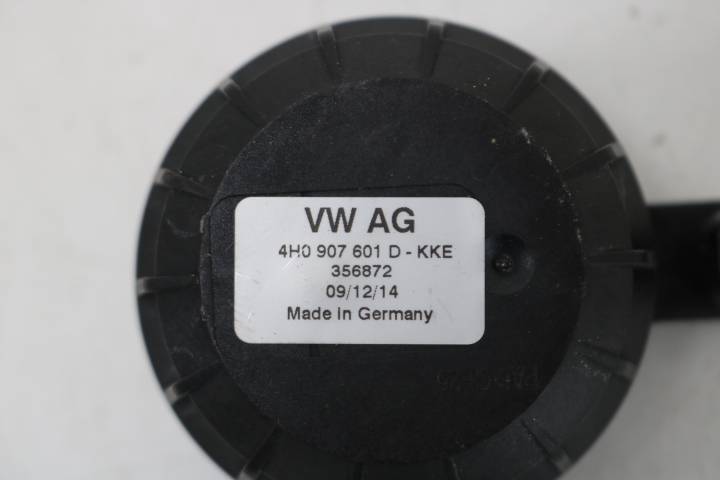 VW AG
4H0 907 601 D - KKE
356872
09/12/14
Made in Germany